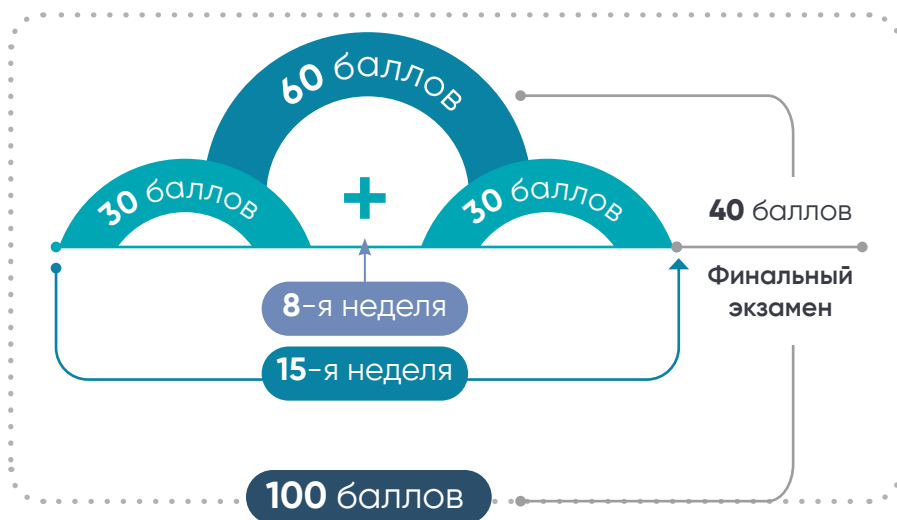 60 баллов
30 баллов
+
30 баллов
40 баллов
8-я неделя
Финальный
экзамен
15-я неделя
100 баллов